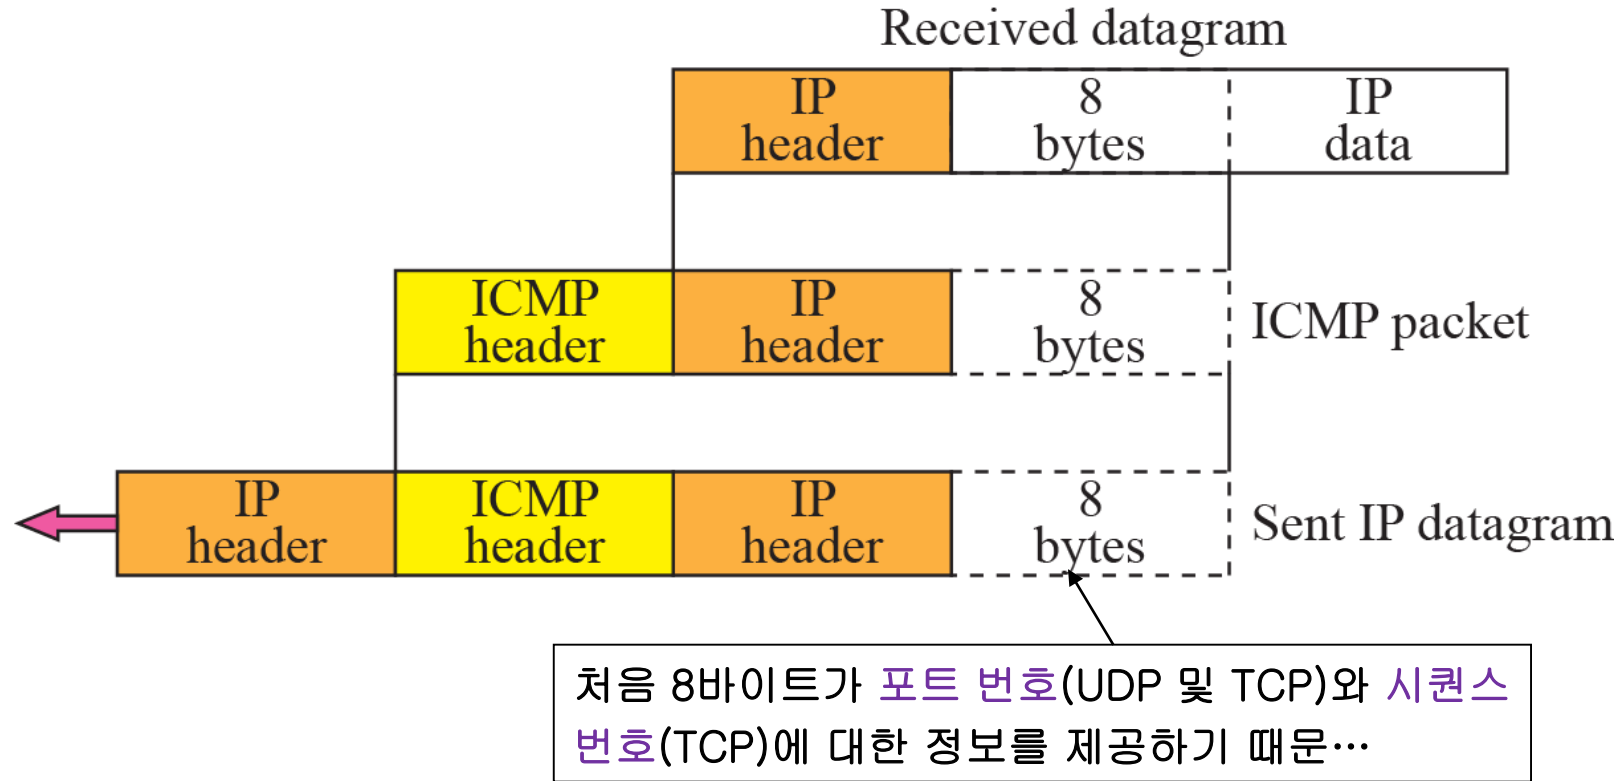 Received datagram
IP
header
8
bytes
IP
data
ICMP
header
IP
header
8
bytes
ICMP packet
IP
header
ICMP
header
IP
header
8
bytes
Sent IP datagram
처음 8바이트가 포트 번호(UDP 및 TCP)와 시퀀스
번호(TCP)에 대한 정보를 제공하기 때문…